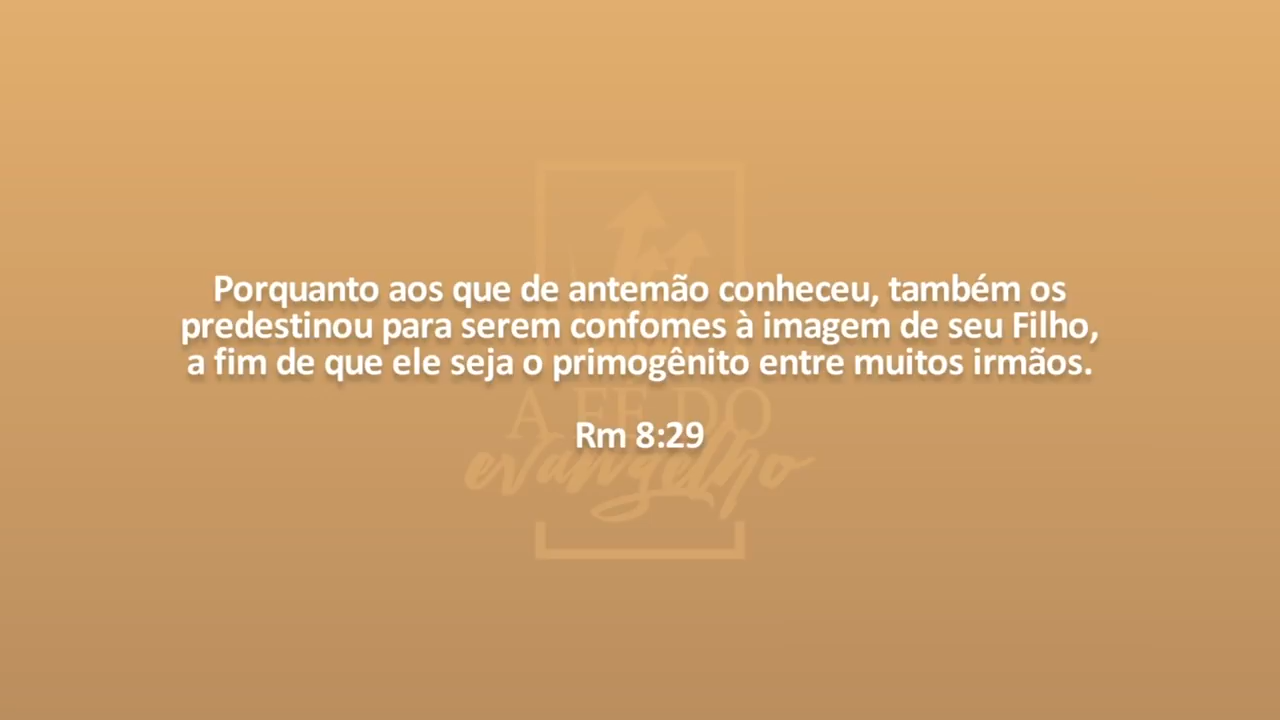 Porquanto aos que de antemão conheceu, também os
predestinou para serem confomes à imagem de seu Filho,
a fim de que ele seja o primogênito entre muitos irmãos.
A FÉ DO
Rm 8:29
evangelho